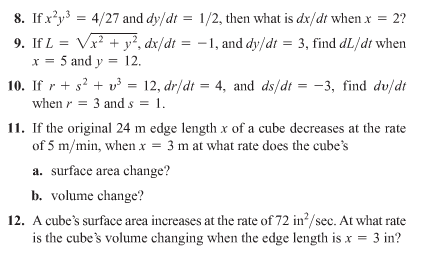 8. If x²y³ = 4/27 and dy/dt = 1/2, then what is dx/dt when x = 2?
9. If L = √(x² + y²), dx/dt = −1, and dy/dt = 3, find dL/dt when
x = 5 and y = 12.
10. If r + s² + v³ = 12, dr/dt = 4, and ds/dt = −3, find dv/dt
when r = 3 and s = 1.
11. If the original 24 m edge length x of a cube decreases at the rate
of 5 m/min, when x = 3 m at what rate does the cube's
a. surface area change?
b. volume change?
12. A cube's surface area increases at the rate of 72 in²/sec. At what rate
is the cube's volume changing when the edge length is x = 3 in?